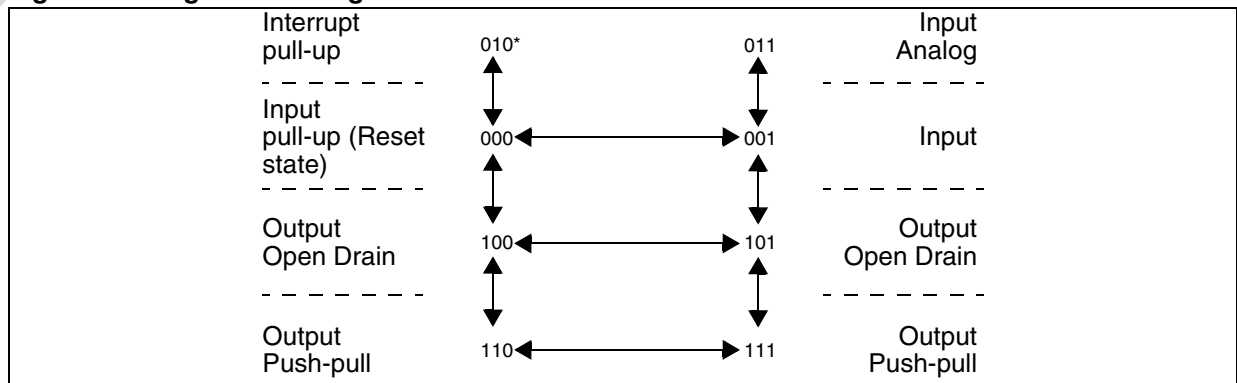 Interrupt
pull-up
010*
011
Input
Analog
Input
pull-up (Reset
state)
000
001
Input
Output
Open Drain
100
101
Output
Open Drain
Output
Push-pull
110
111
Output
Push-pull